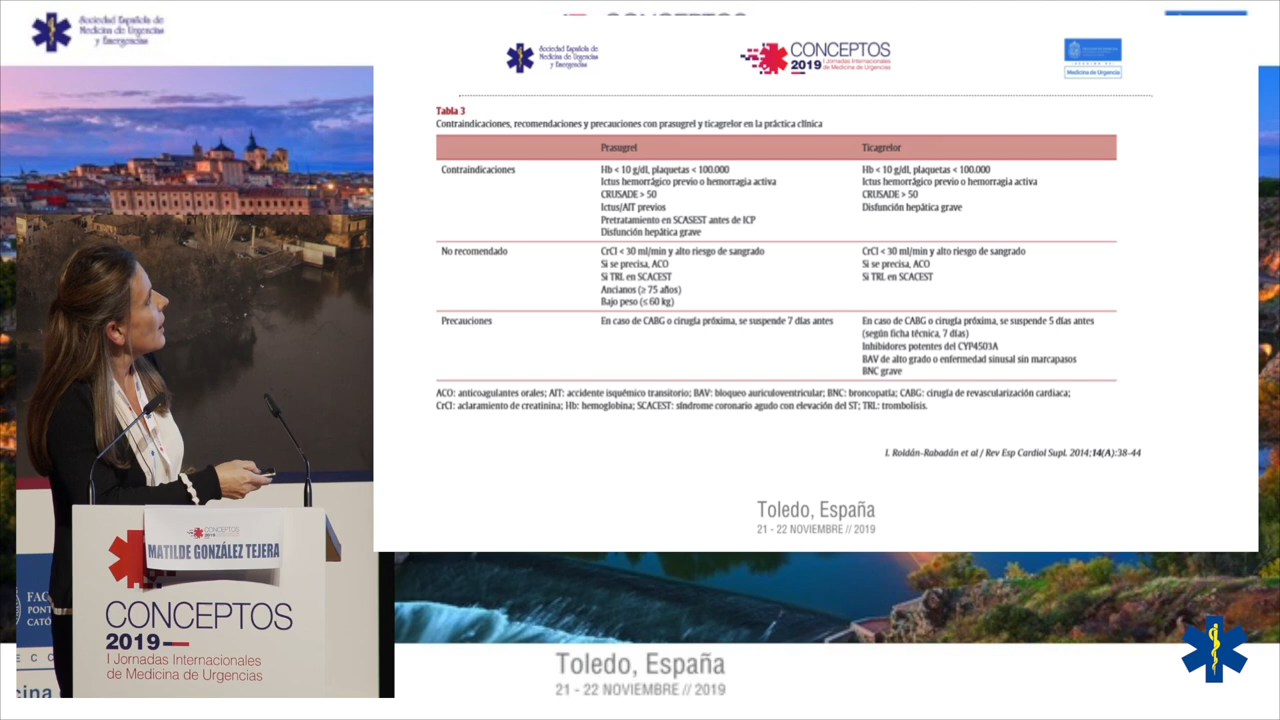 Sociedad Española de
Medicina de Urgencias
y Emergencias
Sociedad Española de
Medicina de Urgencias
y Emergencias
CONCEPTOS
2019 I Jornadas Internacionales
de Medicina de Urgencias
Medicina de Urgencia
Tabla 3
Contraindicaciones, recomendaciones y precauciones con prasugrel y ticagrelor en la práctica clínica
Prasugrel Ticagrelor
Contraindicaciones Hb < 10 g/dl, plaquetas < 100.000 Hb < 10 g/dl, plaquetas < 100.000
Ictus hemorrágico previo o hemorragia activa Ictus hemorrágico previo o hemorragia activa
CRUSADE > 50 CRUSADE > 50
Ictus/AIT previos Disfunción hepática grave
Pretratamiento en SCASEST antes de ICP
Disfunción hepática grave
No recomendado CrCl < 30 ml/min y alto riesgo de sangrado CrCl < 30 ml/min y alto riesgo de sangrado
Si se precisa, ACO Si se precisa, ACO
Si TRL en SCACEST Si TRL en SCACEST
Ancianos (≥ 75 años)
Bajo peso (≤ 60 kg)
Precauciones En caso de CABG o cirugía próxima, se suspende 7 días antes En caso de CABG o cirugía próxima, se suspende 5 días antes
(según ficha técnica, 7 días)
Inhibidores potentes del CYP4503A
BAV de alto grado o enfermedad sinusal sin marcapasos
BNC grave
ACO: anticoagulantes orales; AIT: accidente isquémico transitorio; BAV: bloqueo auriculoventricular; BNC: broncopatía; CABG: cirugía de revascularización cardiaca;
CrCl: aclaramiento de creatinina; Hb: hemoglobina; SCACEST: síndrome coronario agudo con elevación del ST; TRL: trombolisis.
I. Roldán-Rabadán et al / Rev Esp Cardiol Supl. 2014;14(A):38-44
Toledo, España
21 - 22 NOVIEMBRE // 2019
CONCEPTOS
MATILDE GONZÁLEZ TEJERA
CONCEPTOS
2019
I Jornadas Internacionales
de Medicina de Urgencias
FAC
PONT
CATÓ
Toledo, España
21 - 22 NOVIEMBRE // 2019